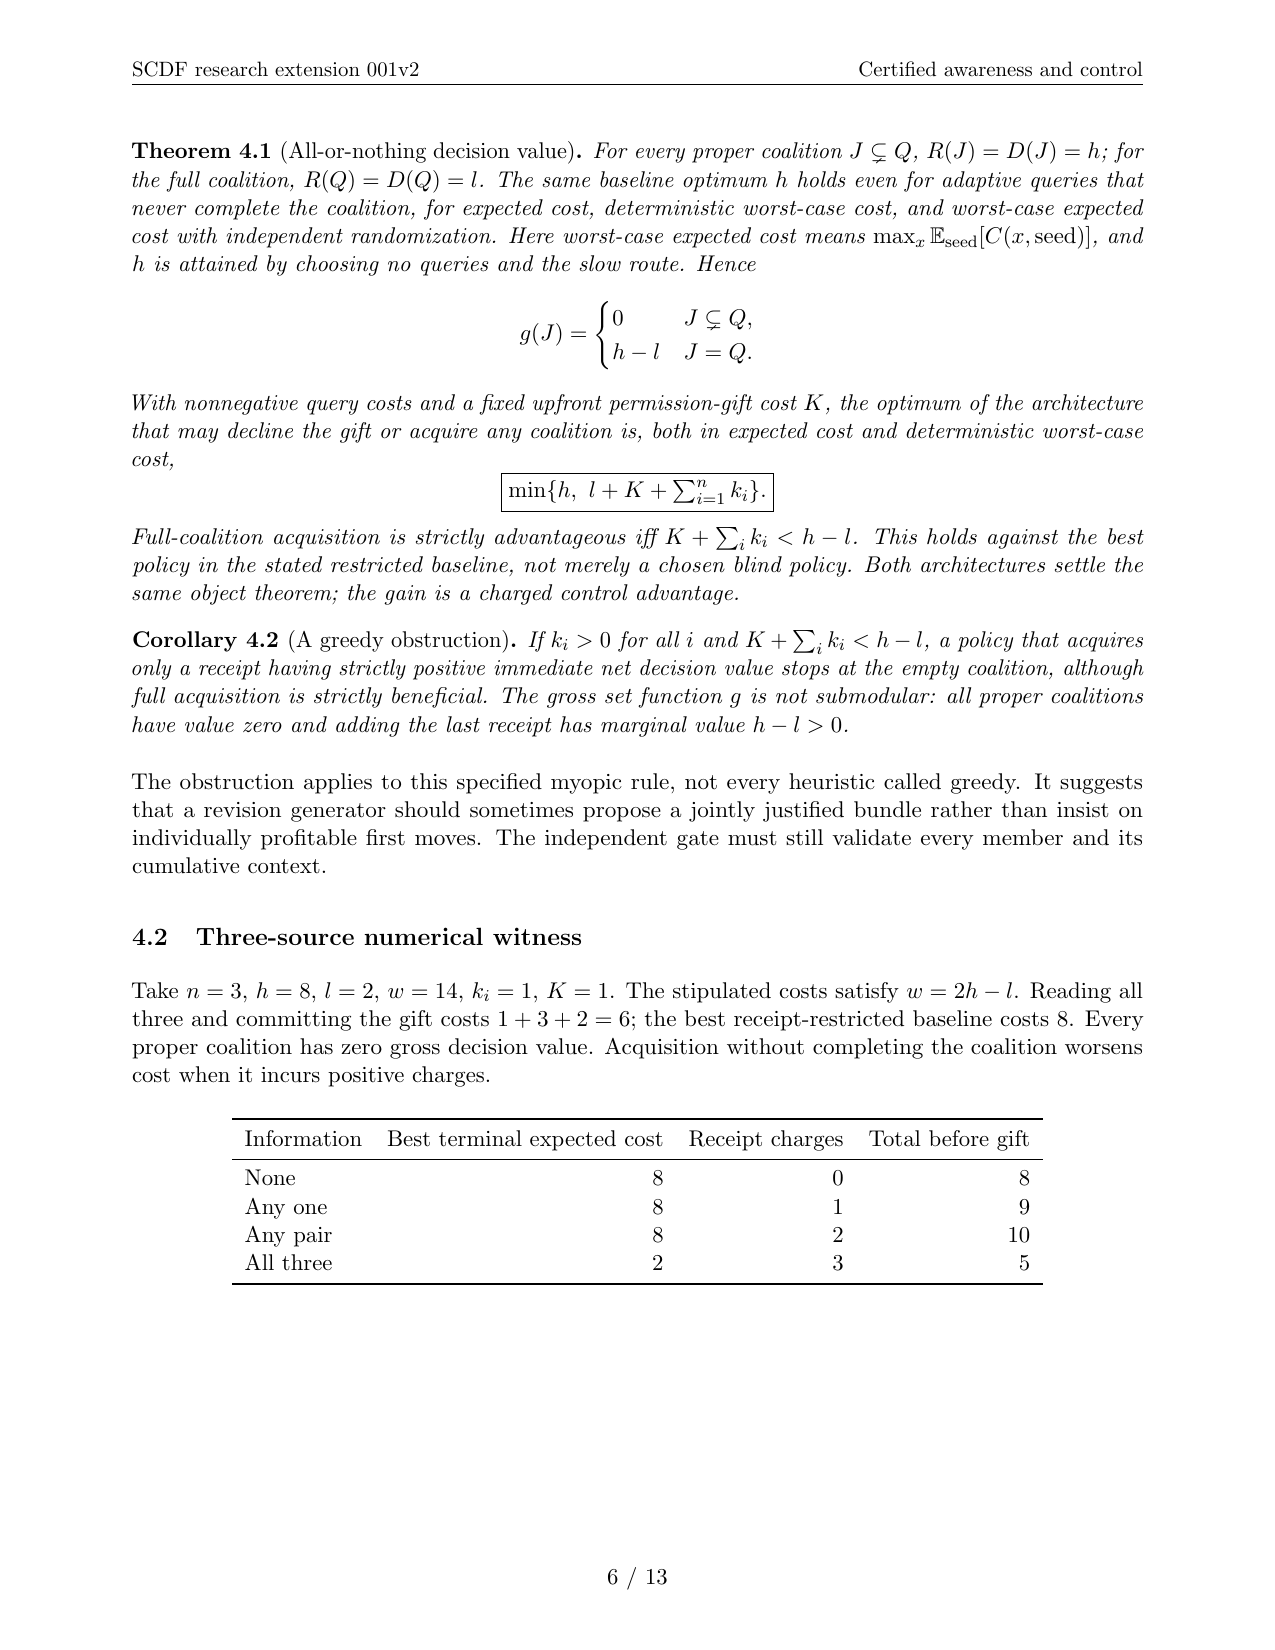 SCDF research extension 001v2 Certified awareness and control
Theorem 4.1 (All-or-nothing decision value). For every proper coalition J ⊊ Q, R(J) = D(J) = h; for
the full coalition, R(Q) = D(Q) = l. The same baseline optimum h holds even for adaptive queries that
never complete the coalition, for expected cost, deterministic worst-case cost, and worst-case expected
cost with independent randomization. Here worst-case expected cost means max_x 𝔼_seed[C(x, seed)], and
h is attained by choosing no queries and the slow route. Hence
g(J) = { 0 J ⊊ Q,
h − l J = Q.
With nonnegative query costs and a fixed upfront permission-gift cost K, the optimum of the architecture
that may decline the gift or acquire any coalition is, both in expected cost and deterministic worst-case
cost,
min{h, l + K + ∑_{i=1}^n k_i}.
Full-coalition acquisition is strictly advantageous iff K + ∑_i k_i < h − l. This holds against the best
policy in the stated restricted baseline, not merely a chosen blind policy. Both architectures settle the
same object theorem; the gain is a charged control advantage.
Corollary 4.2 (A greedy obstruction). If k_i > 0 for all i and K + ∑_i k_i < h − l, a policy that acquires
only a receipt having strictly positive immediate net decision value stops at the empty coalition, although
full acquisition is strictly beneficial. The gross set function g is not submodular: all proper coalitions
have value zero and adding the last receipt has marginal value h − l > 0.
The obstruction applies to this specified myopic rule, not every heuristic called greedy. It suggests
that a revision generator should sometimes propose a jointly justified bundle rather than insist on
individually profitable first moves. The independent gate must still validate every member and its
cumulative context.
4.2 Three-source numerical witness
Take n = 3, h = 8, l = 2, w = 14, k_i = 1, K = 1. The stipulated costs satisfy w = 2h − l. Reading all
three and committing the gift costs 1 + 3 + 2 = 6; the best receipt-restricted baseline costs 8. Every
proper coalition has zero gross decision value. Acquisition without completing the coalition worsens
cost when it incurs positive charges.
Information Best terminal expected cost Receipt charges Total before gift
None 8 0 8
Any one 8 1 9
Any pair 8 2 10
All three 2 3 5
6 / 13